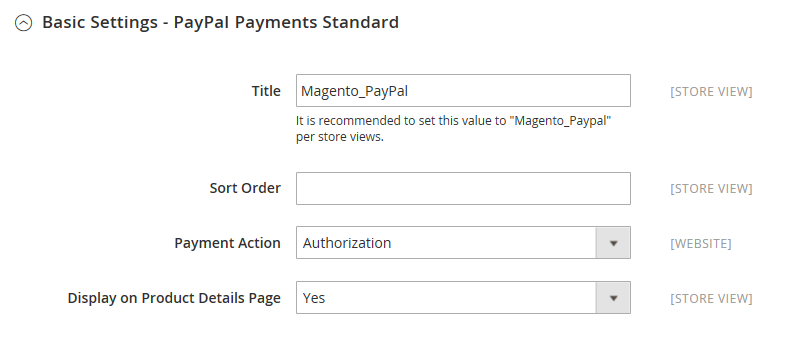 Basic Settings - PayPal Payments Standard
Title Magento_PayPal [STORE VIEW]
It is recommended to set this value to "Magento_Paypal"
per store views.
Sort Order [STORE VIEW]
Payment Action Authorization [WEBSITE]
Display on Product Details Page Yes [STORE VIEW]